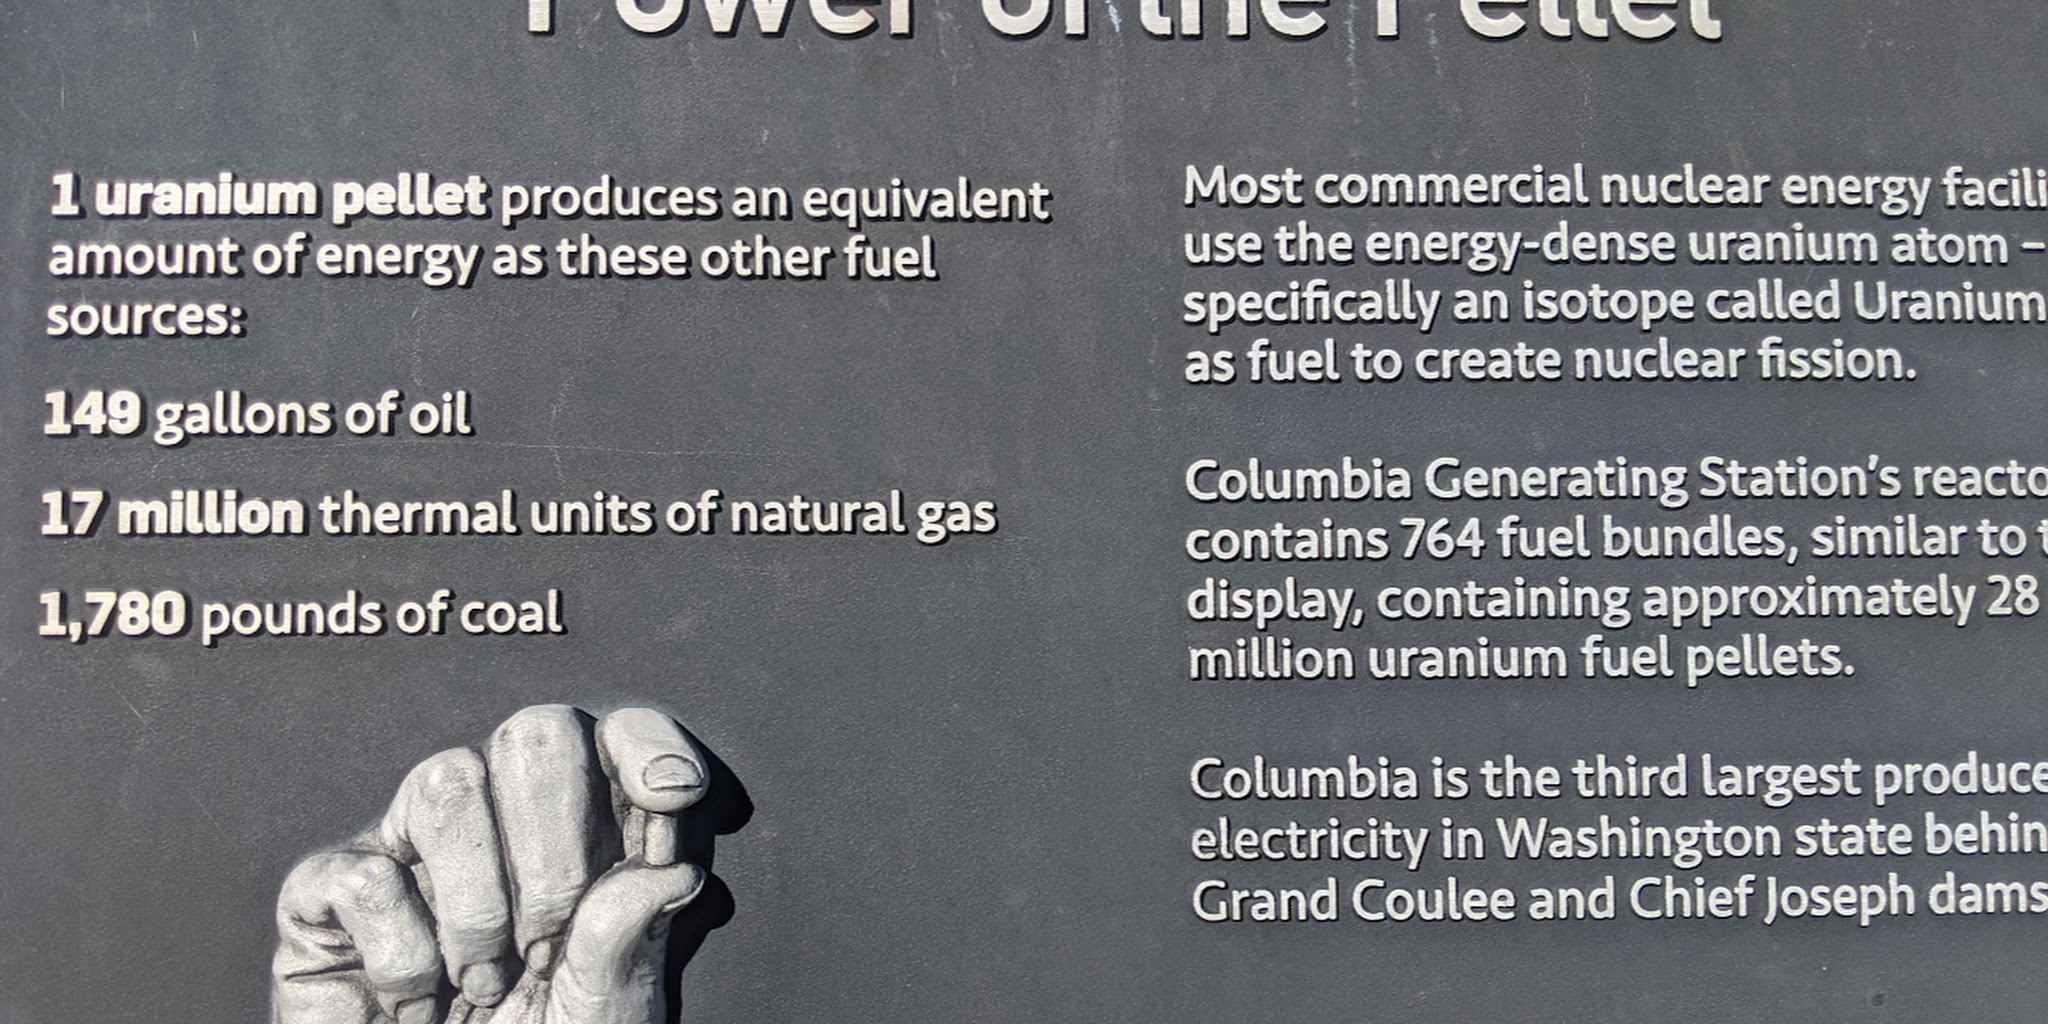 Power of the Pellet
1 uranium pellet produces an equivalent
amount of energy as these other fuel
sources:
149 gallons of oil
17 million thermal units of natural gas
1,780 pounds of coal
Most commercial nuclear energy facili
use the energy-dense uranium atom –
specifically an isotope called Uranium
as fuel to create nuclear fission.
Columbia Generating Station's reacto
contains 764 fuel bundles, similar to t
display, containing approximately 28
million uranium fuel pellets.
Columbia is the third largest produce
electricity in Washington state behin
Grand Coulee and Chief Joseph dams